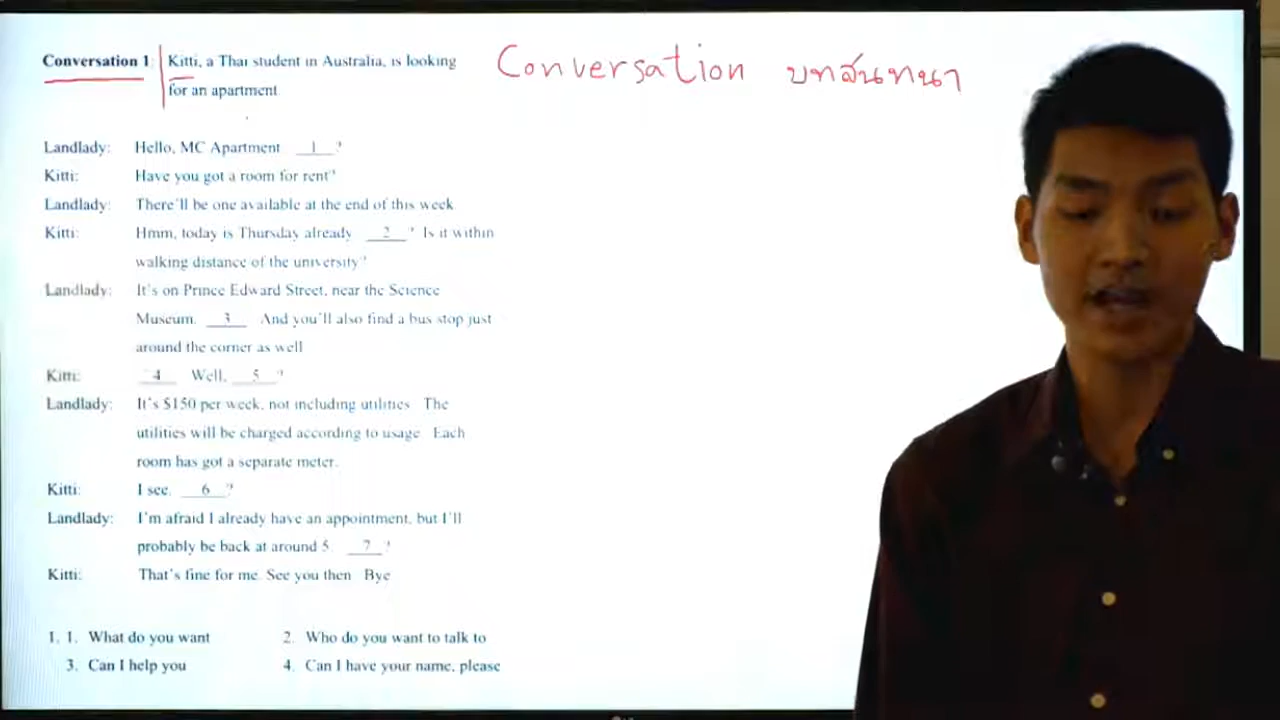 Conversation 1: Kitti, a Thai student in Australia, is looking
for an apartment.
Conversation บทสนทนา
Landlady: Hello, MC Apartment. __1__?
Kitti: Have you got a room for rent?
Landlady: There'll be one available at the end of this week.
Kitti: Hmm, today is Thursday already. __2__? Is it within
walking distance of the university?
Landlady: It's on Prince Edward Street, near the Science
Museum. __3__. And you'll also find a bus stop just
around the corner as well.
Kitti: __4__. Well, __5__?
Landlady: It's $150 per week, not including utilities. The
utilities will be charged according to usage. Each
room has got a separate meter.
Kitti: I see. __6__?
Landlady: I'm afraid I already have an appointment, but I'll
probably be back at around 5. __7__?
Kitti: That's fine for me. See you then. Bye.
1. 1. What do you want 2. Who do you want to talk to
3. Can I help you 4. Can I have your name, please